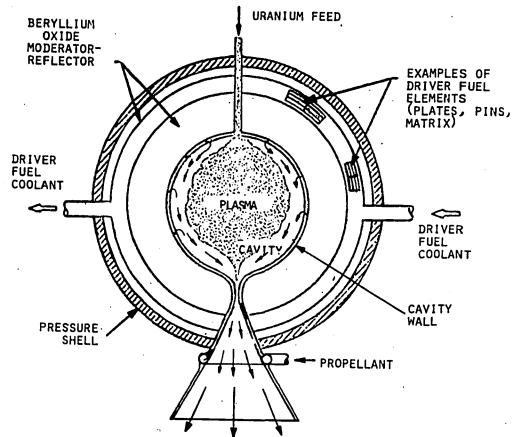 URANIUM FEED
BERYLLIUM
OXIDE
MODERATOR-
REFLECTOR
EXAMPLES OF
DRIVER FUEL
ELEMENTS
(PLATES, PINS,
MATRIX)
DRIVER
FUEL
COOLANT
PLASMA
CAVITY
DRIVER
FUEL
COOLANT
CAVITY
WALL
PRESSURE
SHELL
PROPELLANT